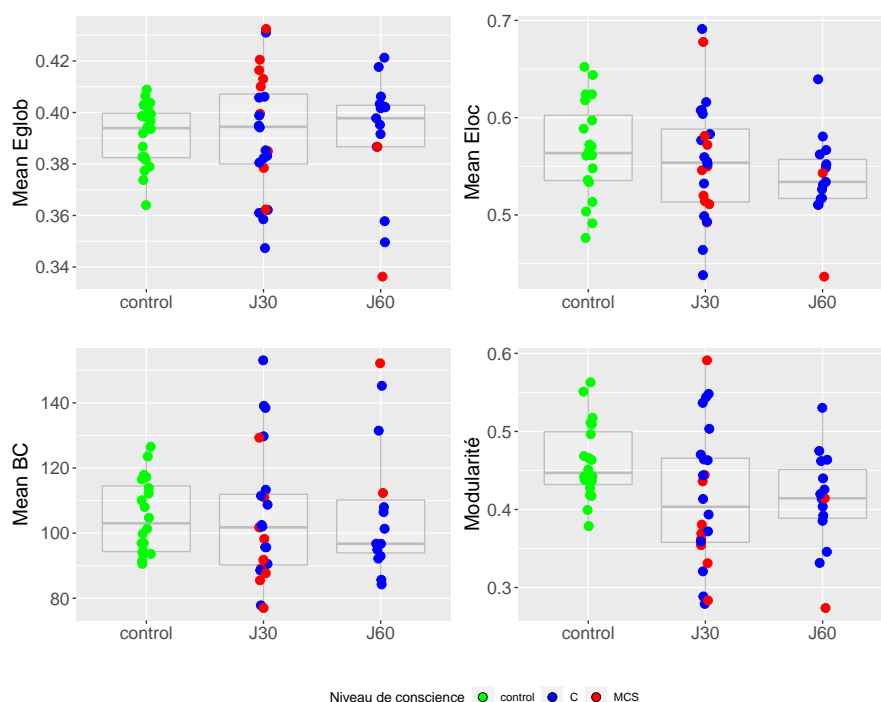 Mean Eglob
0.42
0.40
0.38
0.36
0.34
control J30 J60
Mean Eloc
0.7
0.6
0.5
control J30 J60
Mean BC
140
120
100
80
control J30 J60
Modularité
0.6
0.5
0.4
0.3
control J30 J60
Niveau de conscience control C MCS